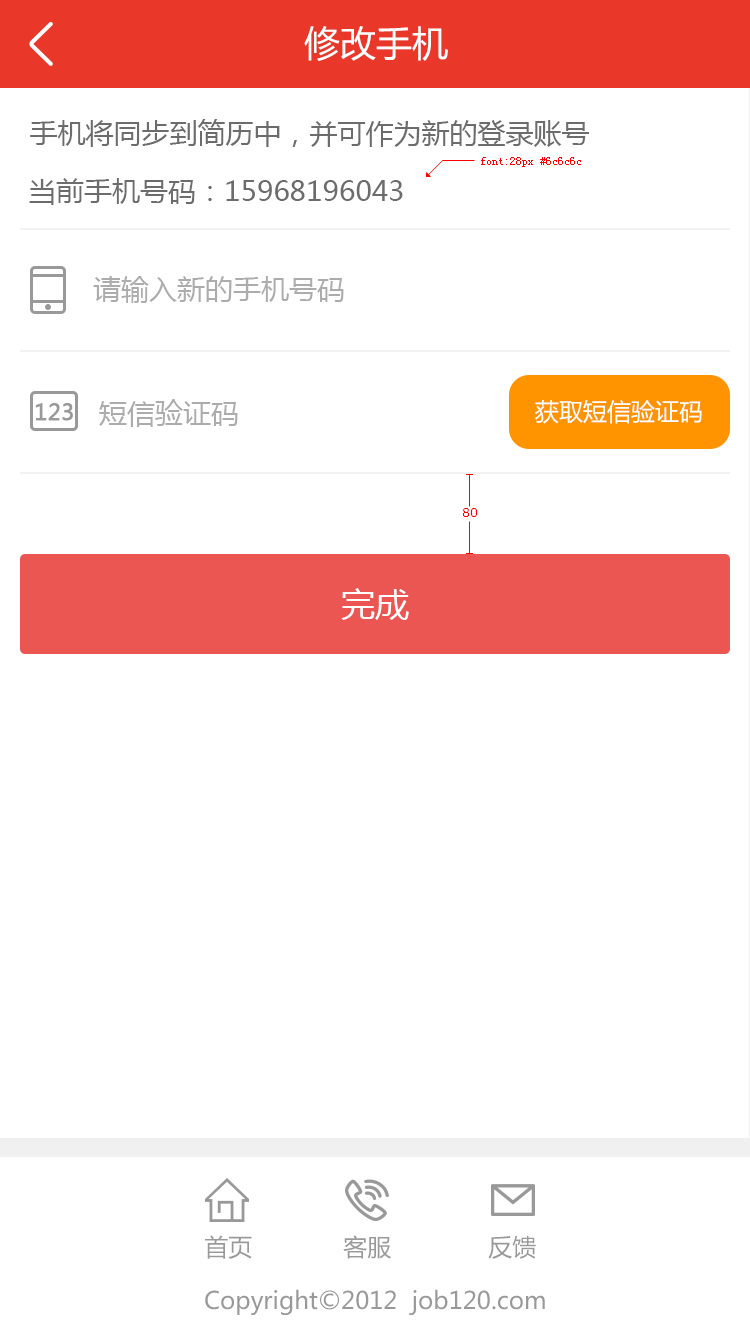 修改手机
手机将同步到简历中，并可作为新的登录账号
font:28px #6c6c6c
当前手机号码：15968196043
请输入新的手机号码
123 短信验证码 获取短信验证码
80
完成
首页 客服 反馈
Copyright©2012 job120.com